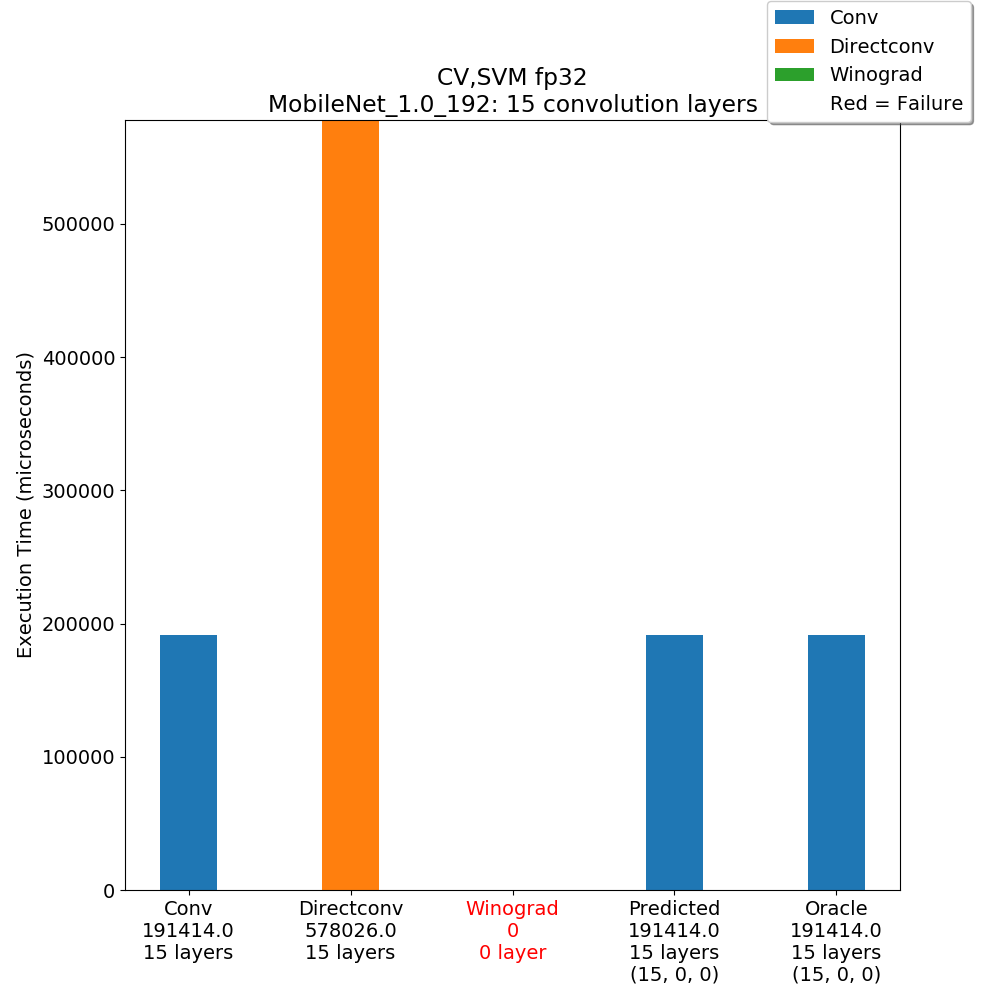 Conv
Directconv
Winograd
Red = Failure
CV,SVM fp32
MobileNet_1.0_192: 15 convolution layers
Execution Time (microseconds)
500000
400000
300000
200000
100000
0
Conv
191414.0
15 layers
Directconv
578026.0
15 layers
Winograd
0
0 layer
Predicted
191414.0
15 layers
(15, 0, 0)
Oracle
191414.0
15 layers
(15, 0, 0)